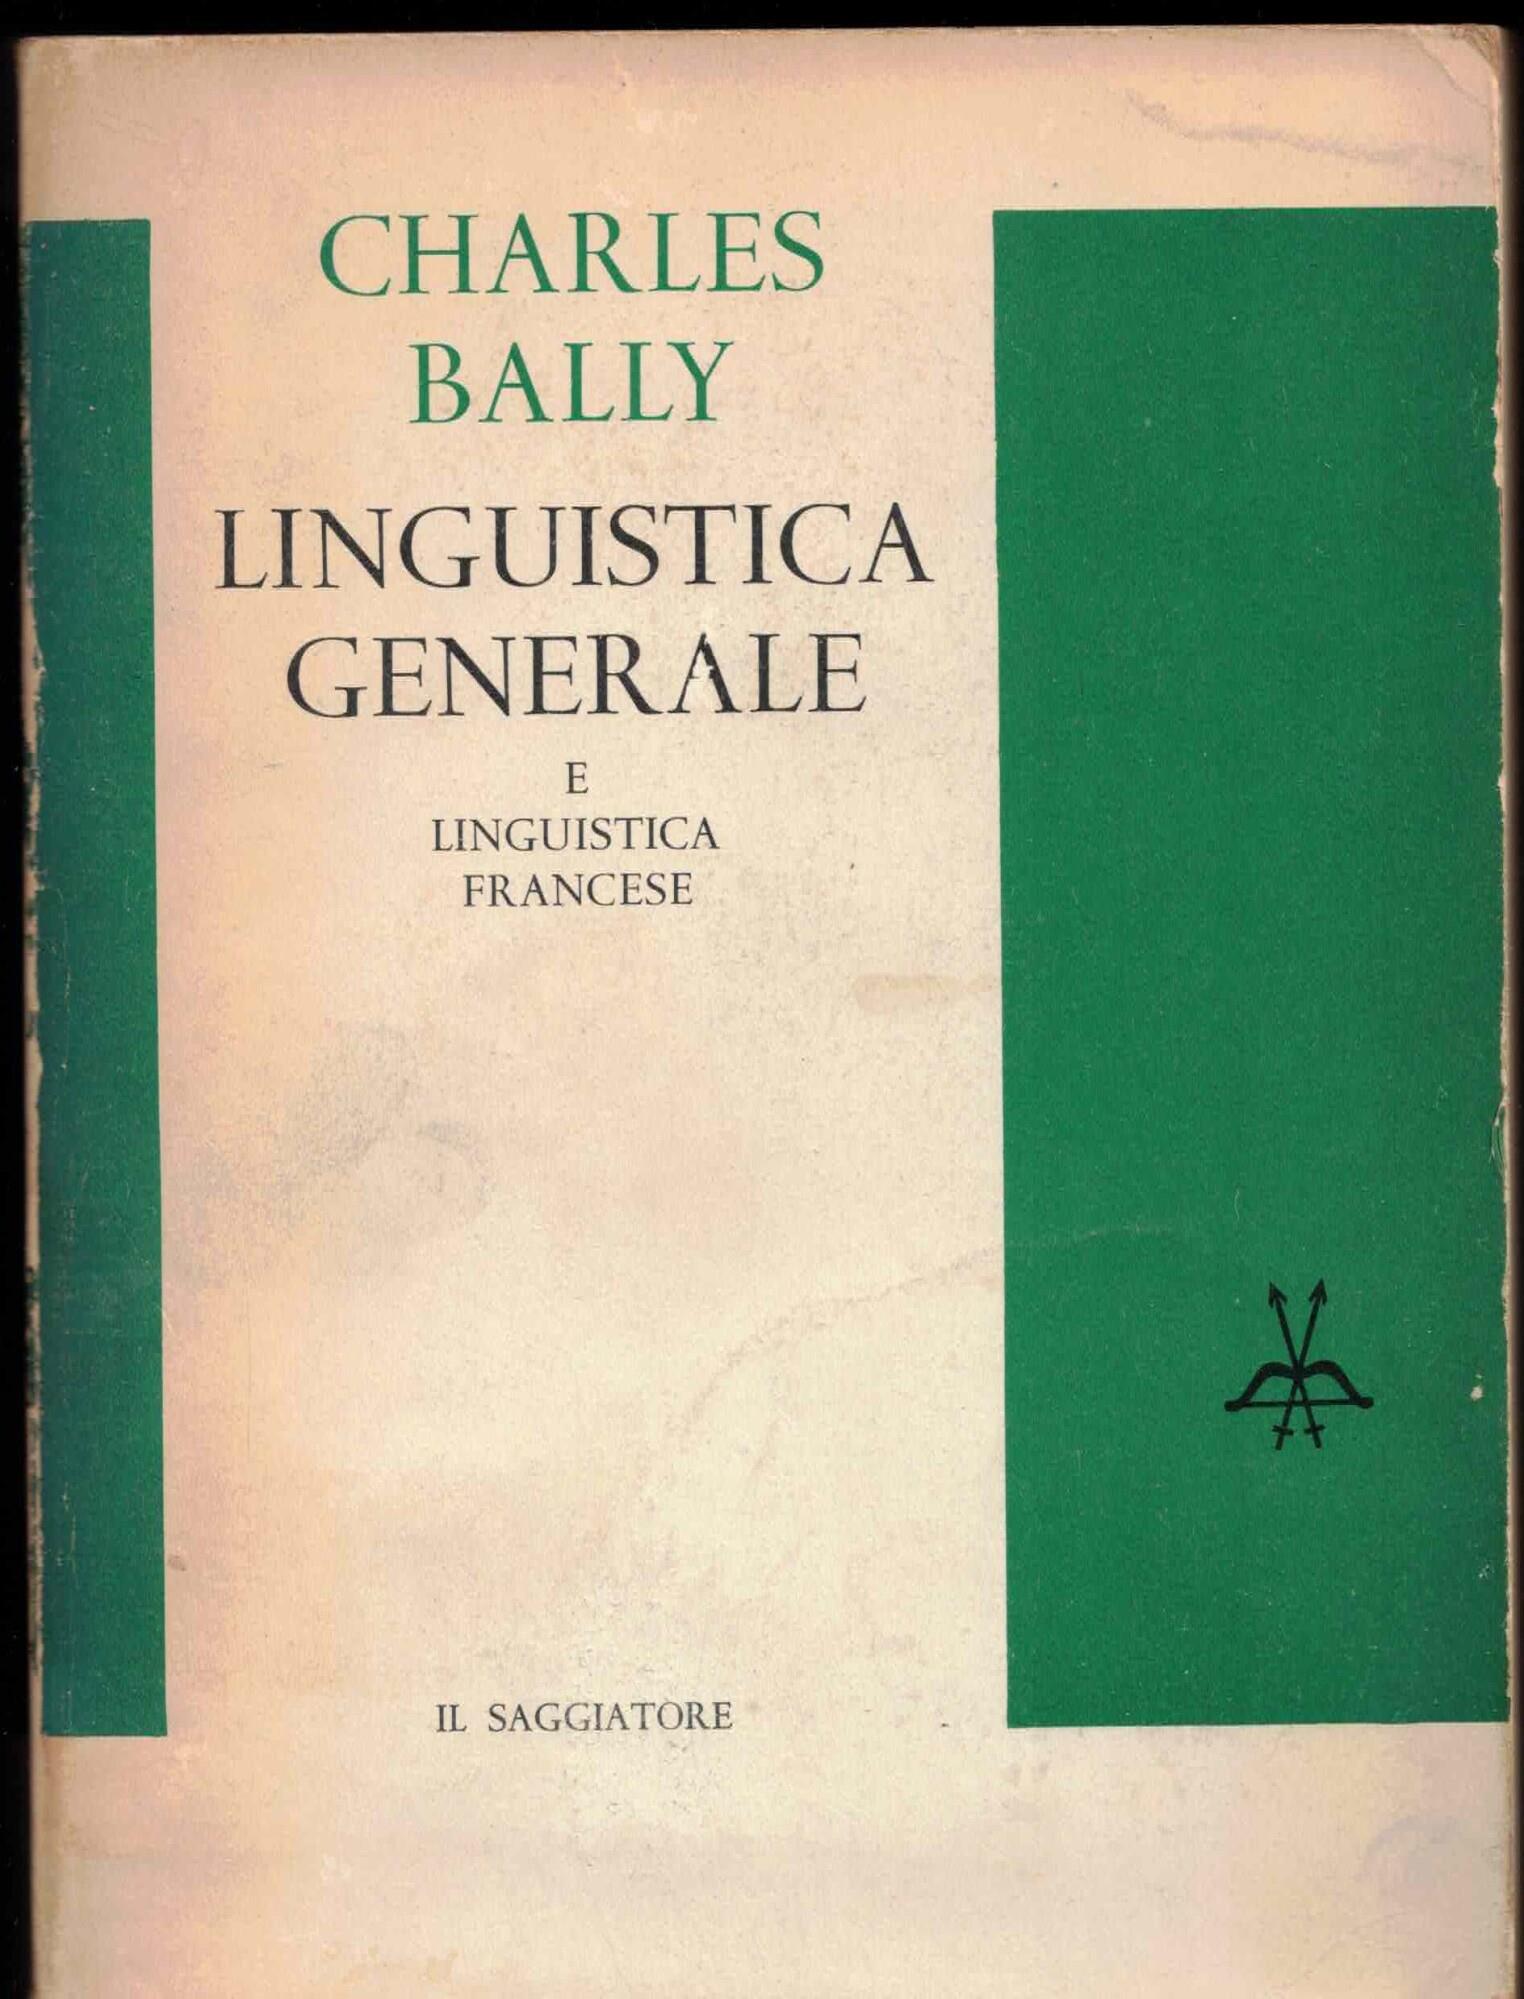 CHARLES
BALLY
LINGUISTICA
GENERALE
E
LINGUISTICA
FRANCESE
IL SAGGIATORE